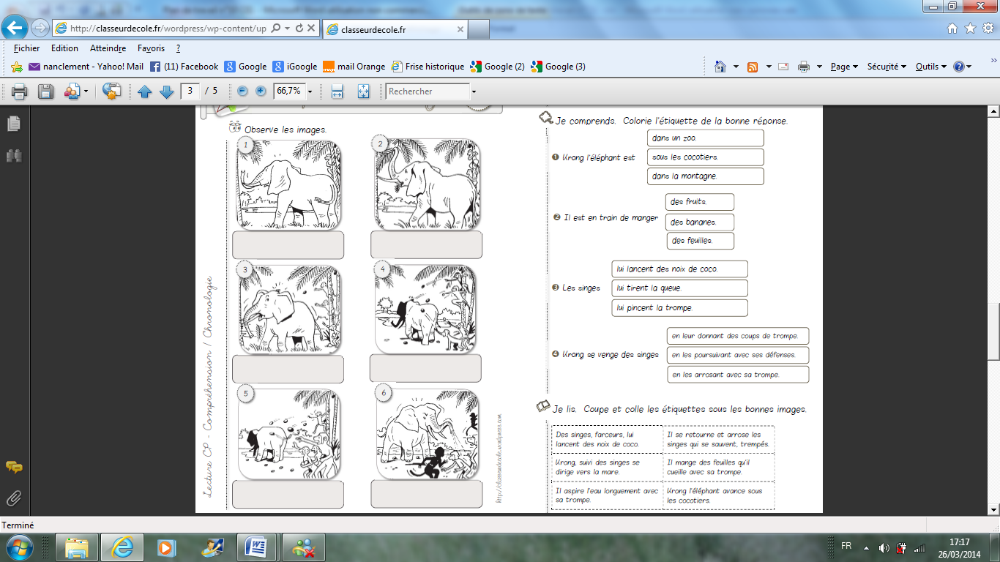 http://classeurdecole.fr/wordpress/wp-content/up
classeurdecole.fr
Fichier Edition Atteindre Favoris ?
nanclement - Yahoo! Mail (11) Facebook Google iGoogle mail Orange Frise historique Google (2) Google (3)
Page Sécurité Outils
3 / 5 66,7% Rechercher
Observe les images.
1
2
3
4
5
6
Lecture CP - Compréhension / Chronologie
http://classeurdecole.wordpress.com
Je comprends. Colorie l'étiquette de la bonne réponse.
1 Krong l'éléphant est
dans un zoo.
sous les cocotiers.
dans la montagne.
2 Il est en train de manger
des fruits.
des bananes.
des feuilles.
3 Les singes
lui lancent des noix de coco.
lui tirent la queue.
lui pincent la trompe.
4 Krong se venge des singes
en leur donnant des coups de trompe.
en les poursuivant avec ses défenses.
en les arrosant avec sa trompe.
Je lis. Coupe et colle les étiquettes sous les bonnes images.
Des singes, farceurs, lui
lancent des noix de coco.
Il se retourne et arrose les
singes qui se sauvent, trempés.
Krong, suivi des singes se
dirige vers la mare.
Il mange des feuilles qu'il
cueille avec sa trompe.
Il aspire l'eau longuement avec
sa trompe.
Krong l'éléphant avance sous
les cocotiers.
Terminé
FR
17:17
26/03/2014